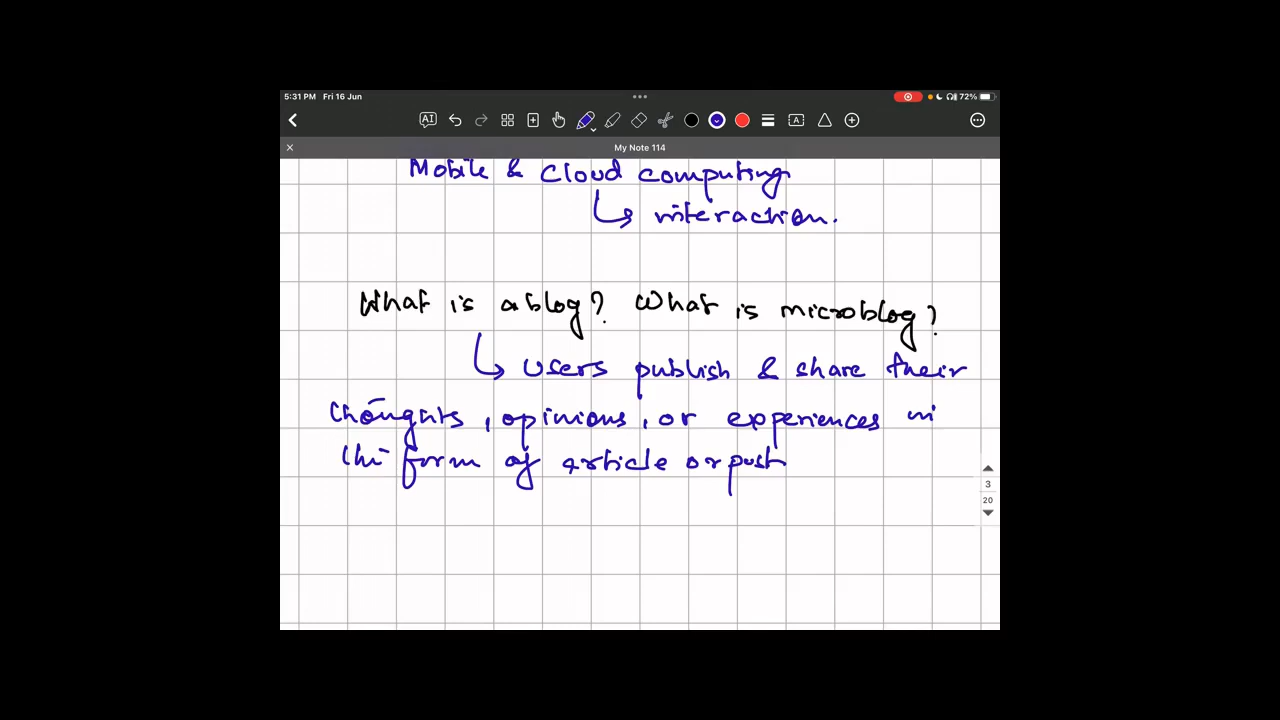 5:31 PM Fri 16 Jun
72%
AI
A
My Note 114
Mobile & Cloud computing
interaction.
What is a blog? What is microblog?
Users publish & share their
thoughts, opinions, or experiences in
the form of article or post
3
20